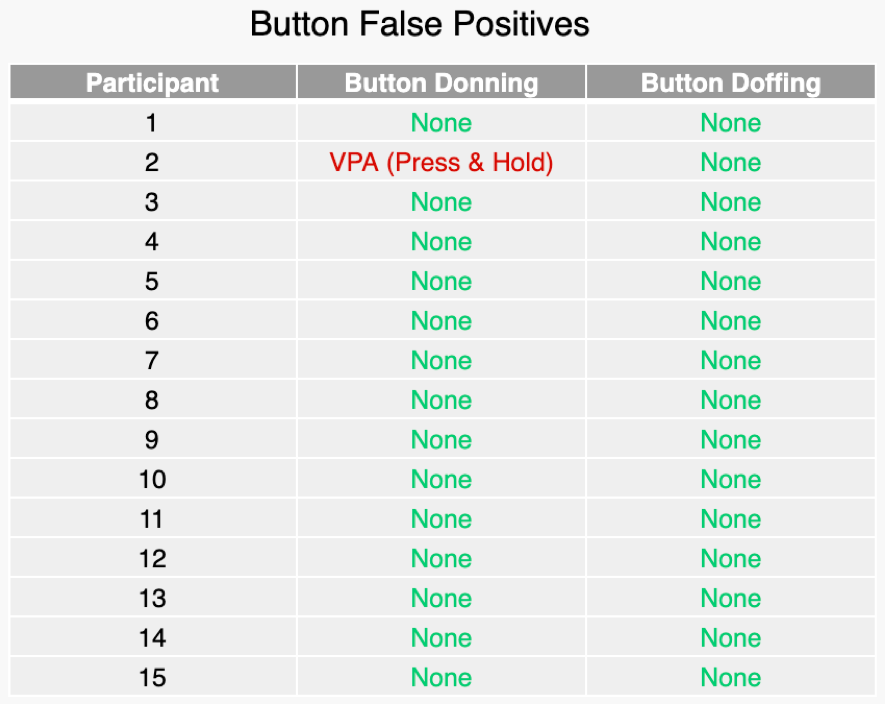 Button False Positives
Participant Button Donning Button Doffing
1 None None
2 VPA (Press & Hold) None
3 None None
4 None None
5 None None
6 None None
7 None None
8 None None
9 None None
10 None None
11 None None
12 None None
13 None None
14 None None
15 None None